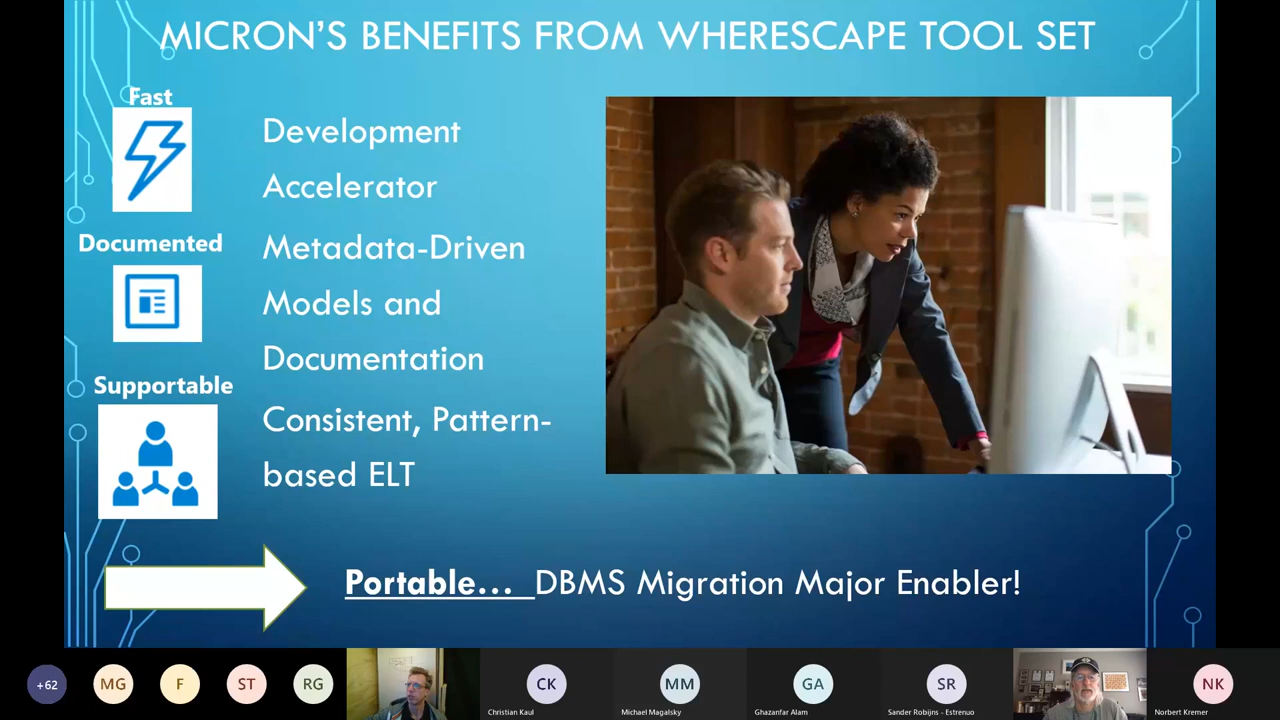 MICRON'S BENEFITS FROM WHERESCAPE TOOL SET
Fast
Development
Accelerator
Documented
Metadata-Driven
Models and
Documentation
Supportable
Consistent, Pattern-
based ELT
Portable... DBMS Migration Major Enabler!
+62
MG
F
ST
RG
CK
Christian Kaul
MM
Michael Magalsky
GA
Ghazanfar Alam
SR
Sander Robijns - Estrenuo
NK
Norbert Kremer